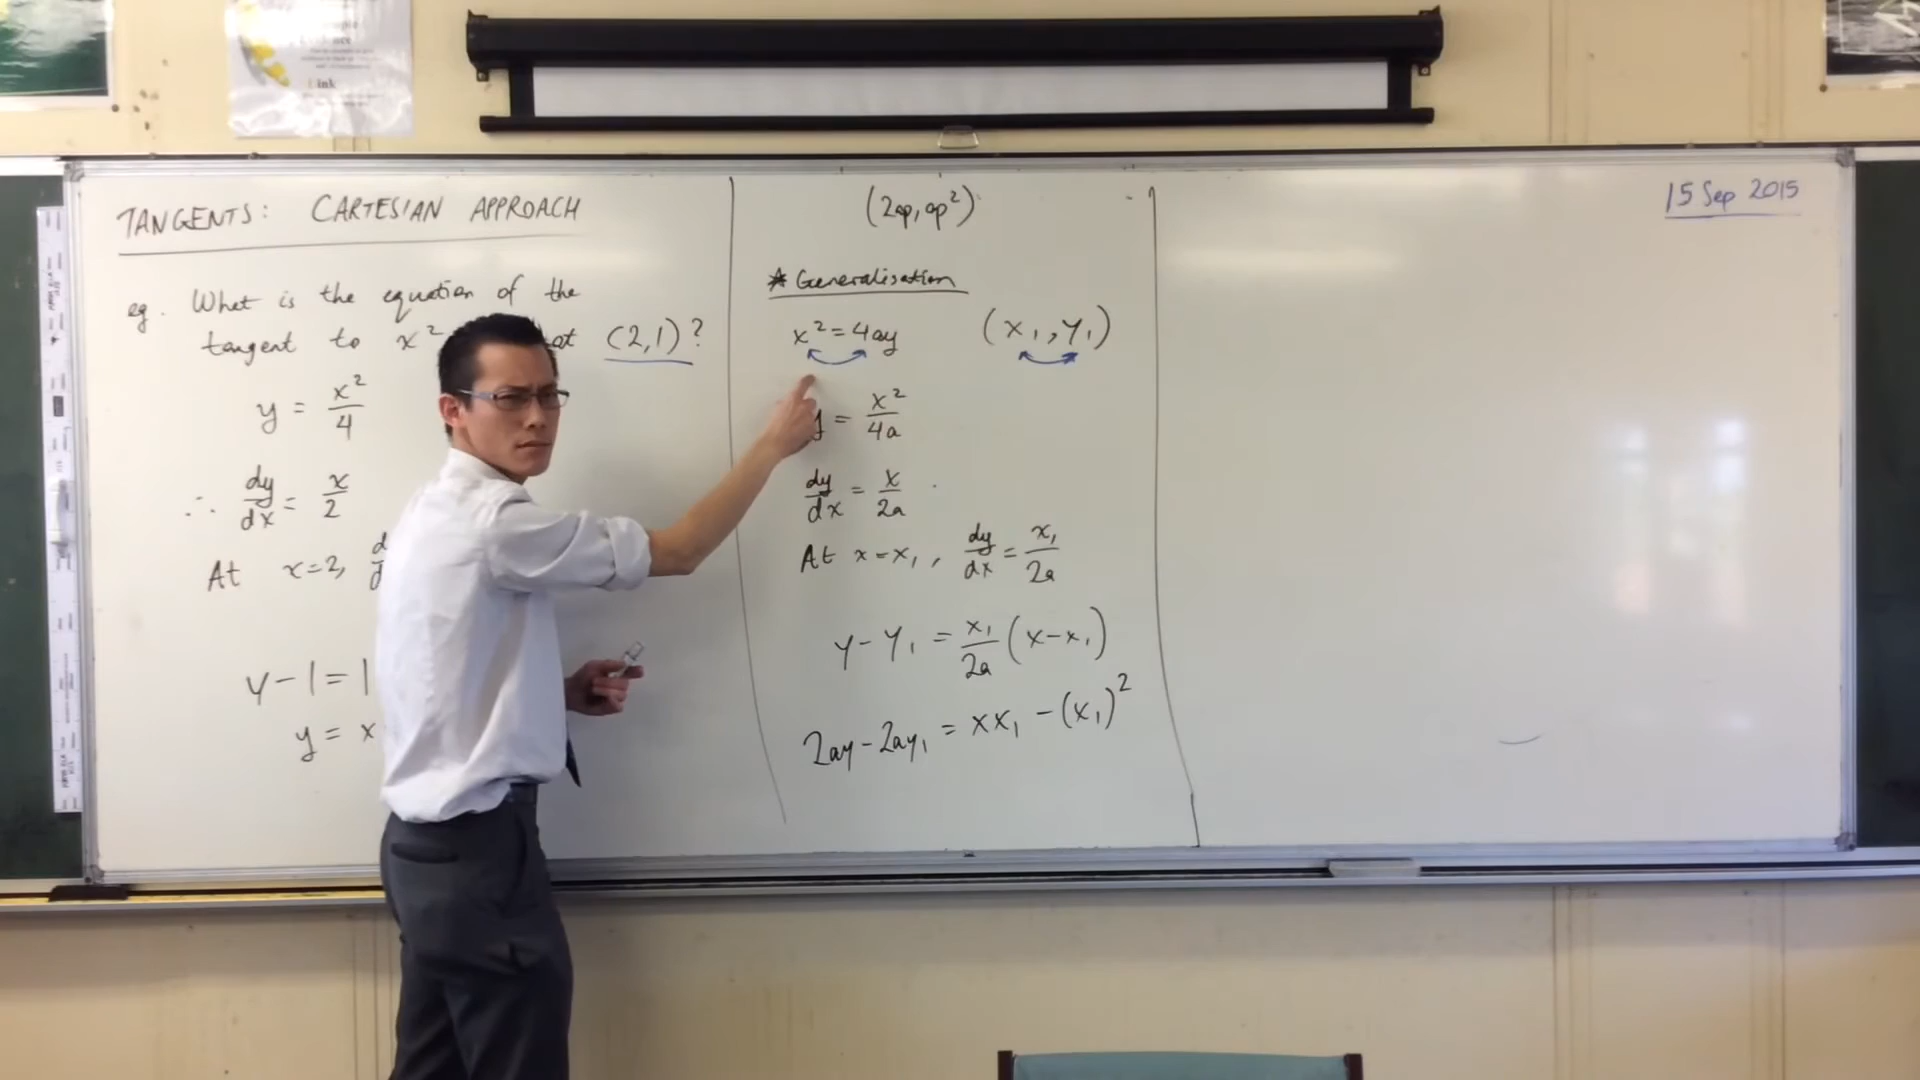 TANGENTS: CARTESIAN APPROACH
eg. What is the equation of the
tangent to x² at (2,1)?
y = x²/4
∴ dy/dx = x/2
At x=2,
y-1=1
y = x
(2ap, ap²)
* Generalisation
x² = 4ay (x₁, y₁)
y = x²/4a
dy/dx = x/2a
At x=x₁, dy/dx = x₁/2a
y-y₁ = x₁/2a (x-x₁)
2ay-2ay₁ = xx₁ - (x₁)²
15 Sep 2015
Link